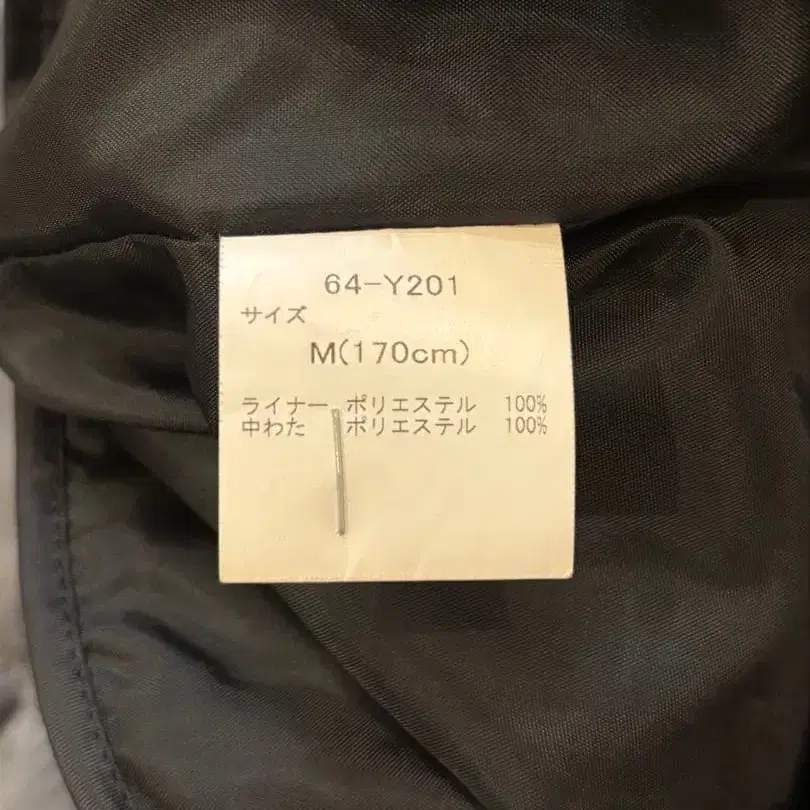 64-Y201
サイズ
M(170cm)
ライナー ポリエステル 100%
中わた ポリエステル 100%